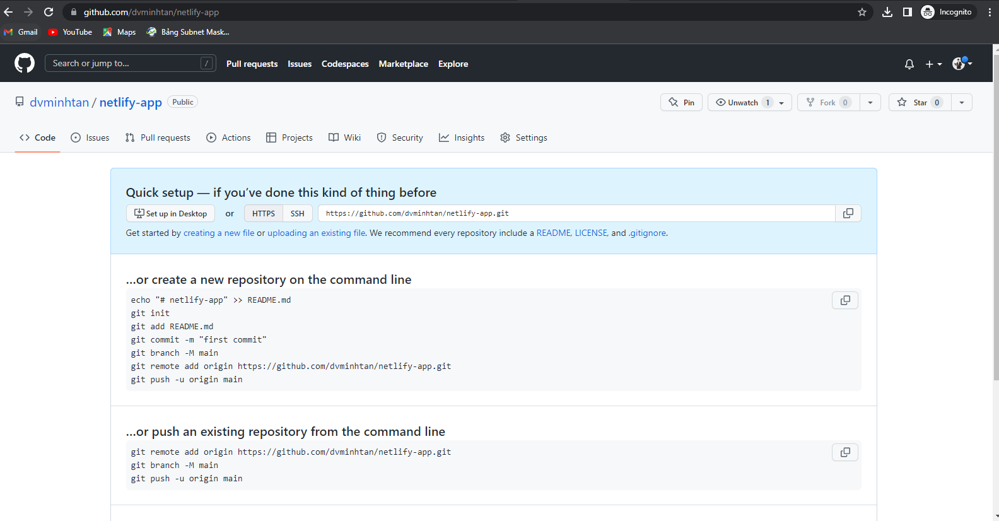 github.com/dvminhtan/netlify-app
Incognito
Gmail YouTube Maps Bảng Subnet Mask...
Search or jump to... / Pull requests Issues Codespaces Marketplace Explore
dvminhtan / netlify-app Public
Pin Unwatch 1 Fork 0 Star 0
Code Issues Pull requests Actions Projects Wiki Security Insights Settings
Quick setup — if you’ve done this kind of thing before
Set up in Desktop or HTTPS SSH https://github.com/dvminhtan/netlify-app.git
Get started by creating a new file or uploading an existing file. We recommend every repository include a README, LICENSE, and .gitignore.
…or create a new repository on the command line
echo "# netlify-app" >> README.md
git init
git add README.md
git commit -m "first commit"
git branch -M main
git remote add origin https://github.com/dvminhtan/netlify-app.git
git push -u origin main
…or push an existing repository from the command line
git remote add origin https://github.com/dvminhtan/netlify-app.git
git branch -M main
git push -u origin main